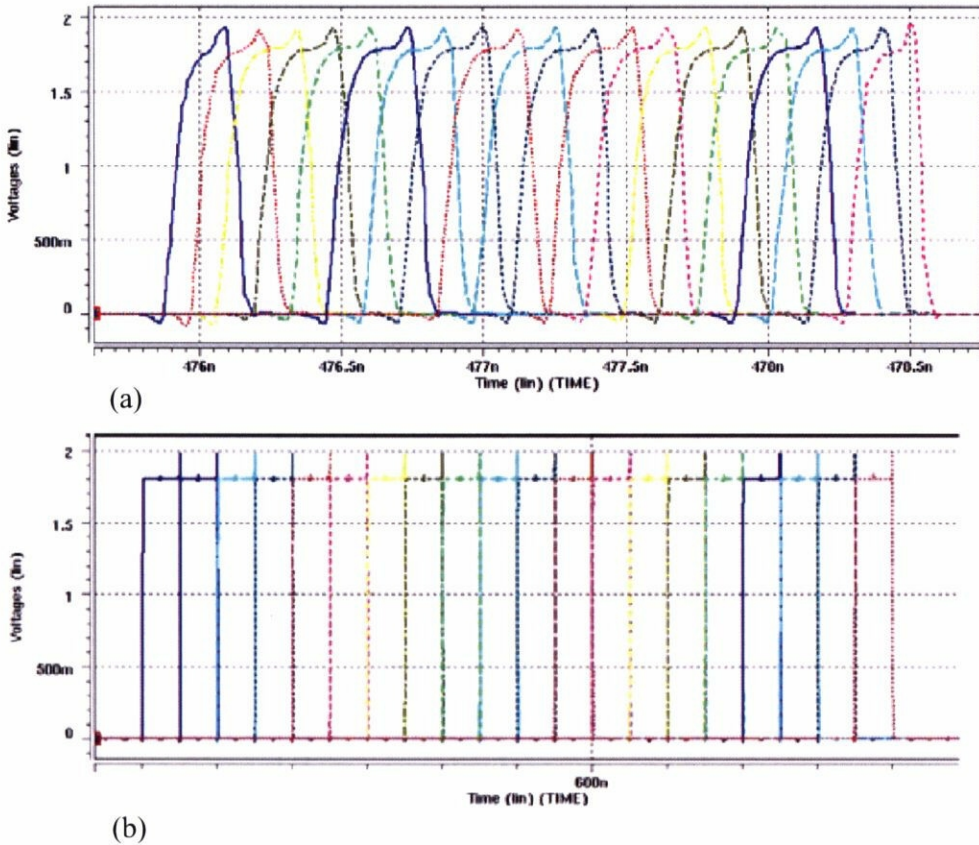 2
1.5
1
500m
0
Voltages (lin)
476n
476.5n
477n
477.5n
470n
470.5n
Time (lin) (TIME)
(a)
2
1.5
1
500m
0
Voltages (lin)
600n
Time (lin) (TIME)
(b)